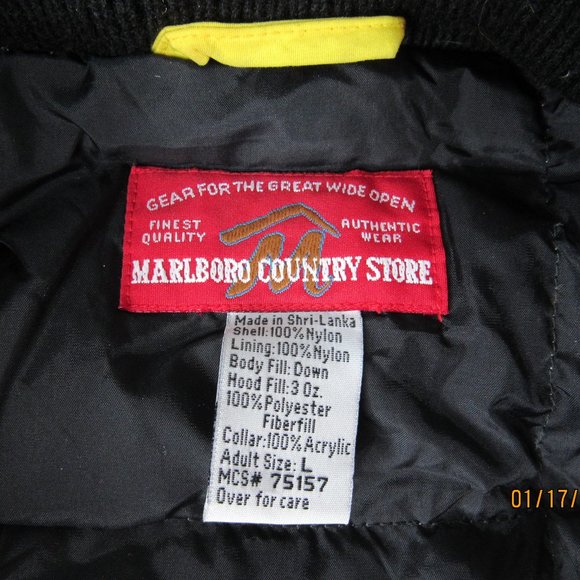 GEAR FOR THE GREAT WIDE OPEN
FINEST QUALITY
AUTHENTIC WEAR
MARLBORO COUNTRY STORE
Made in Shri-Lanka
Shell:100% Nylon
Lining:100% Nylon
Body Fill: Down
Hood Fill:3 Oz.
100% Polyester
Fiberfill
Collar:100% Acrylic
Adult Size: L
MCS# 75157
Over for care
01/17/